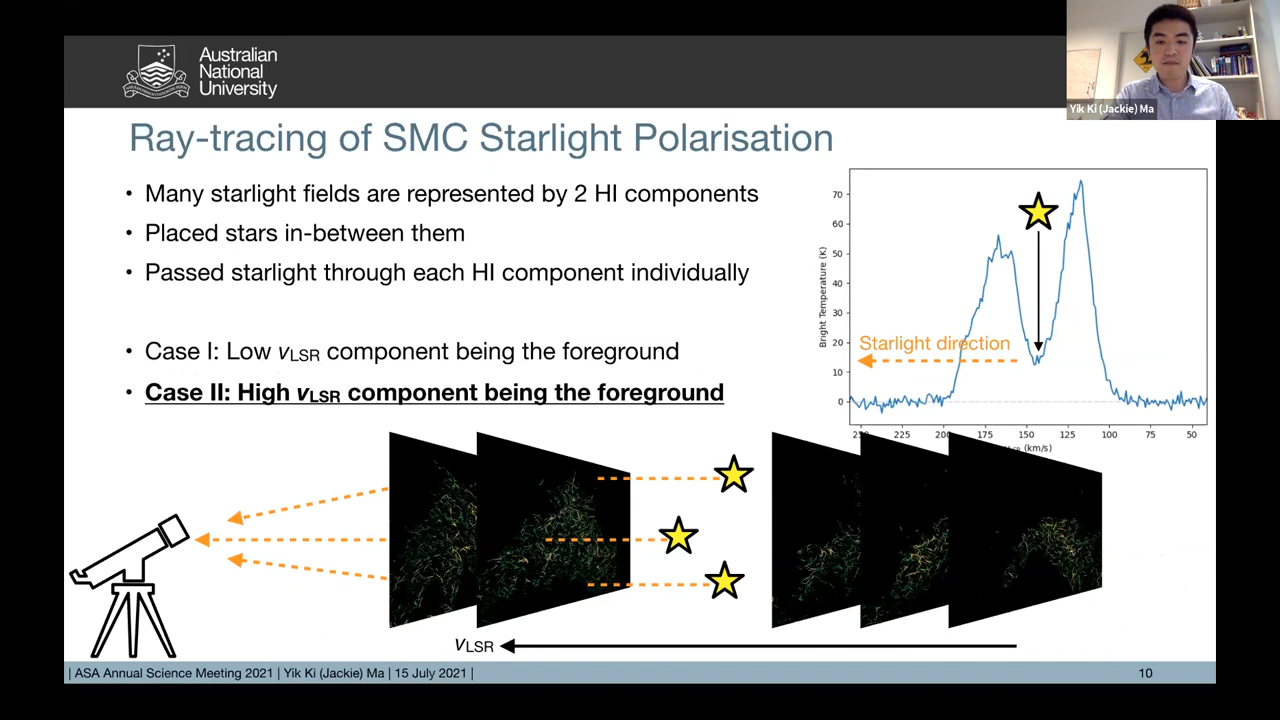 Australian
National
University
Yik Ki (Jackie) Ma
Ray-tracing of SMC Starlight Polarisation
• Many starlight fields are represented by 2 HI components
• Placed stars in-between them
• Passed starlight through each HI component individually
• Case I: Low vLSR component being the foreground
• Case II: High vLSR component being the foreground
70
60
50
40
30
20
10
0
Bright Temperature (K)
Starlight direction
225
175
150
125
100
75
50
(km/s)
vLSR
| ASA Annual Science Meeting 2021 | Yik Ki (Jackie) Ma | 15 July 2021 |
10